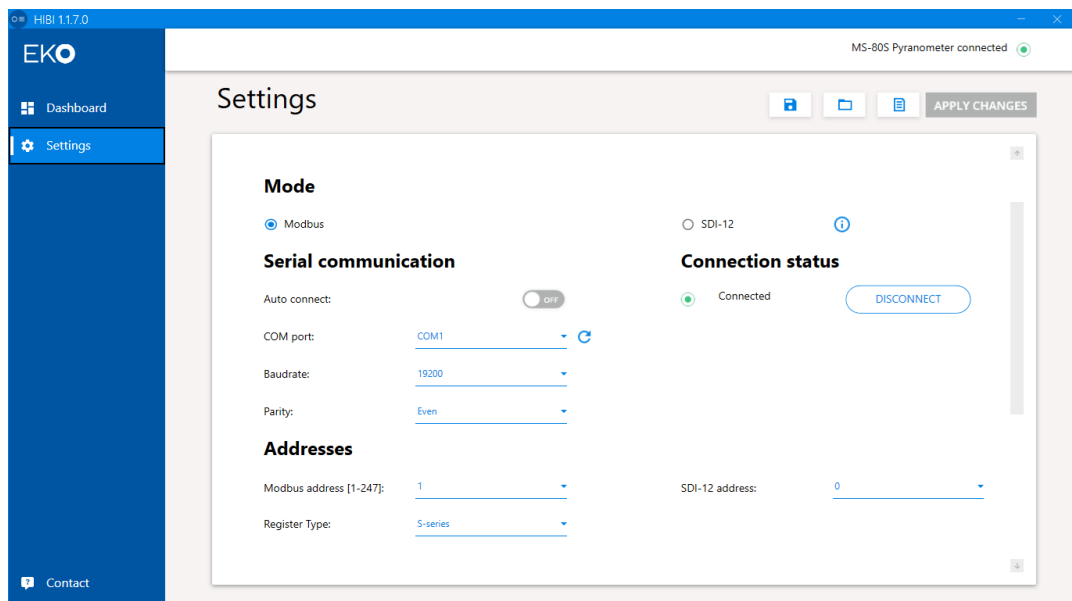 HIBI 1.1.7.0
EKO
MS-80S Pyranometer connected
Dashboard
Settings
Settings
APPLY CHANGES
Mode
Modbus
SDI-12
Serial communication
Connection status
Auto connect:
OFF
Connected
DISCONNECT
COM port:
COM1
Baudrate:
19200
Parity:
Even
Addresses
Modbus address [1-247]:
1
SDI-12 address:
0
Register Type:
S-series
Contact